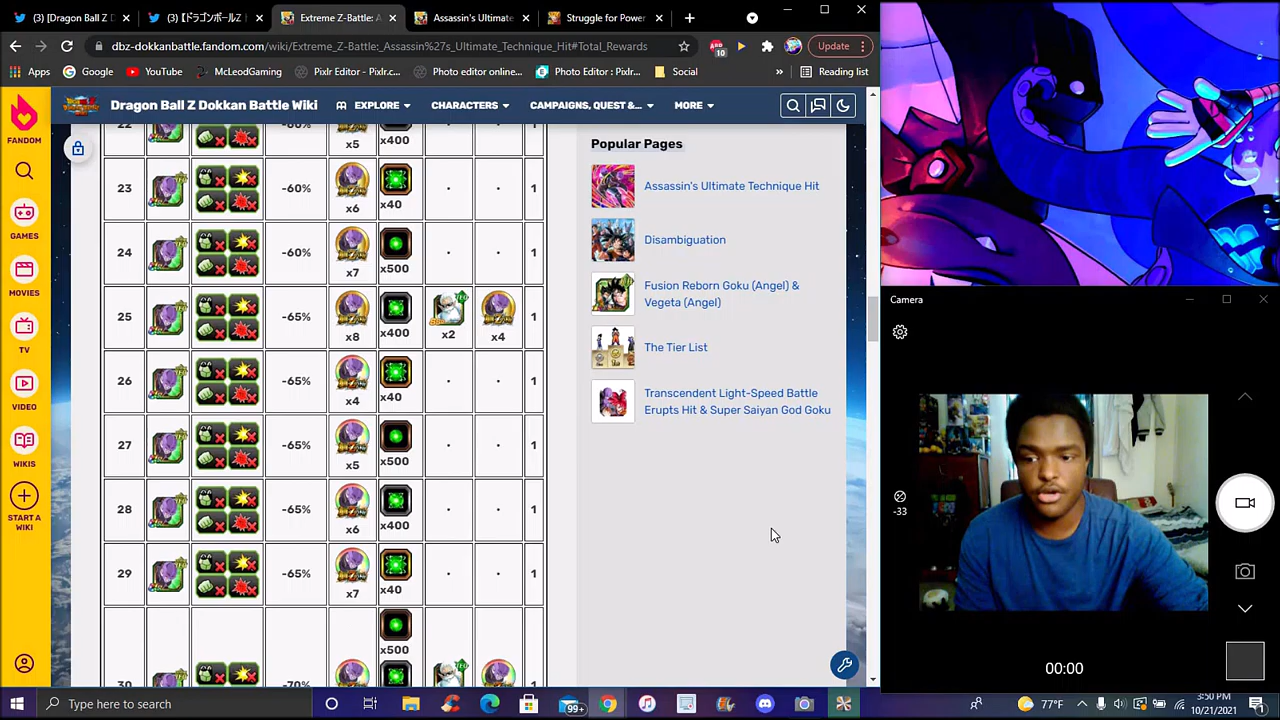 [Dragon Ball Z D
(3) 【ドラゴンボールZ
Extreme Z-Battle: A
Assassin's Ultimate
Struggle for Power
dbz-dokkanbattle.fandom.com/wiki/Extreme_Z-Battle:_Assassin%27s_Ultimate_Technique_Hit#Total_Rewards
10
Update
Apps
Google
YouTube
McLeodGaming
Pixlr Editor - Pixlr.c...
Photo editor online...
Photo Editor : Pixlr...
Social
»
Reading list
Dragon Ball Z Dokkan Battle Wiki
EXPLORE
CHARACTERS
CAMPAIGNS, QUEST &...
MORE
FANDOM
GAMES
MOVIES
TV
VIDEO
WIKIS
START A
WIKI
22 -60% x5 x400 1
23 -60% x6 x40 · · 1
24 -60% x7 x500 · · 1
25 -65% x8 x400 x2 x4 1
26 -65% x4 x40 · · 1
27 -65% x5 x500 · · 1
28 -65% x6 x400 · · 1
29 -65% x7 x40 · · 1
x500
30 -70% 1
Popular Pages
Assassin's Ultimate Technique Hit
Disambiguation
Fusion Reborn Goku (Angel) &
Vegeta (Angel)
The Tier List
Transcendent Light-Speed Battle
Erupts Hit & Super Saiyan God Goku
Camera
-33
00:00
Type here to search
99+
77°F
3:50 PM
10/21/2021